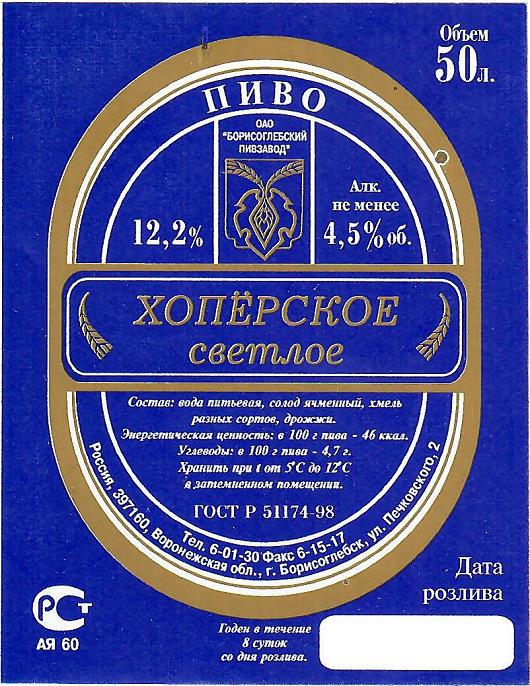 Объем
50л.
ПИВО
ОАО
"БОРИСОГЛЕБСКИЙ
ПИВЗАВОД"
12,2%
Алк.
не менее
4,5% об.
ХОПЁРСКОЕ
светлое
Состав: вода питьевая, солод ячменный, хмель
разных сортов, дрожжи.
Энергетическая ценность: в 100 г пива - 46 ккал.
Углеводы: в 100 г пива - 4,7 г.
Хранить при t от 5°С до 12°С
в затемненном помещении.
ГОСТ Р 51174-98
Тел. 6-01-30 Факс 6-15-17
Россия, 397160, Воронежская обл., г. Борисоглебск, ул. Печковского, 2
РСТ
АЯ 60
Годен в течение
8 суток
со дня розлива.
Дата
розлива